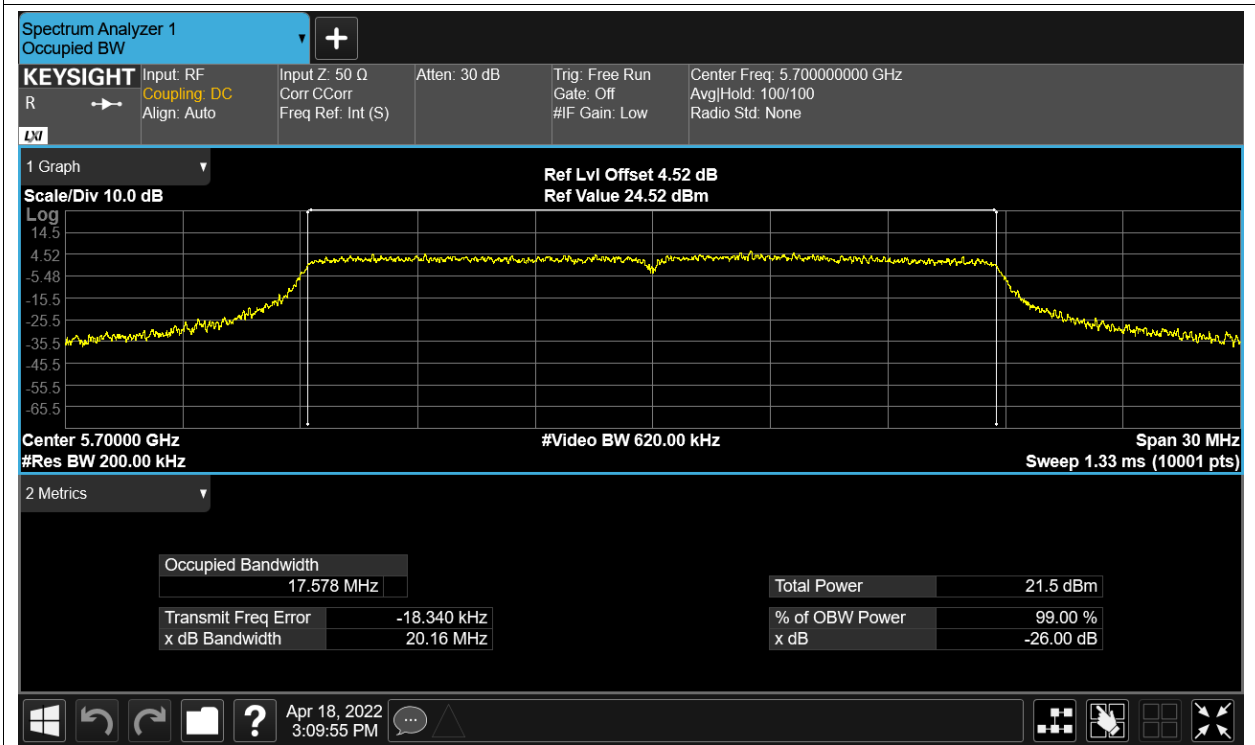 Spectrum Analyzer 1
Occupied BW
KEYSIGHT
R
LXI
Input: RF
Coupling: DC
Align: Auto
Input Z: 50 Ω
Corr CCorr
Freq Ref: Int (S)
Atten: 30 dB
Trig: Free Run
Gate: Off
#IF Gain: Low
Center Freq: 5.700000000 GHz
Avg|Hold: 100/100
Radio Std: None
1 Graph
Scale/Div 10.0 dB
Ref Lvl Offset 4.52 dB
Ref Value 24.52 dBm
Log
14.5
4.52
-5.48
-15.5
-25.5
-35.5
-45.5
-55.5
-65.5
Center 5.70000 GHz
#Video BW 620.00 kHz
Span 30 MHz
#Res BW 200.00 kHz
Sweep 1.33 ms (10001 pts)
2 Metrics
Occupied Bandwidth
17.578 MHz
Total Power 21.5 dBm
Transmit Freq Error -18.340 kHz
% of OBW Power 99.00 %
x dB Bandwidth 20.16 MHz
x dB -26.00 dB
?
Apr 18, 2022
3:09:55 PM